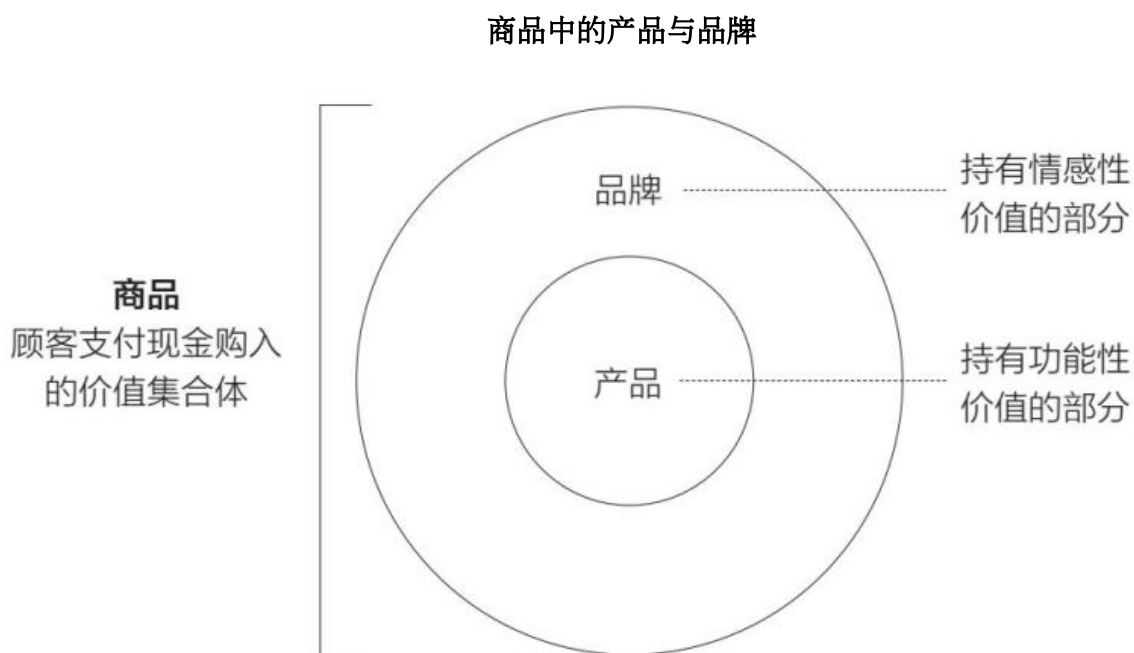 商品中的产品与品牌
品牌
持有情感性
价值的部分
商品
顾客支付现金购入
的价值集合体
产品
持有功能性
价值的部分